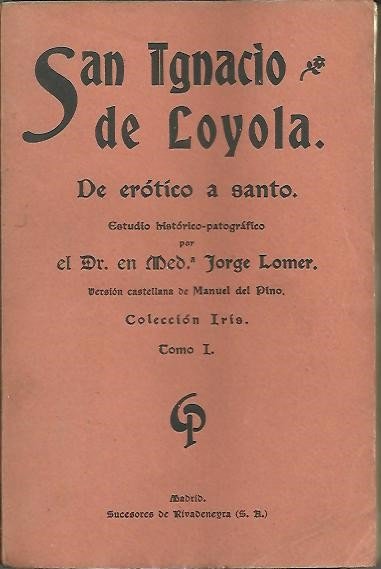 San Ignacio
de Loyola.
De erótico a santo.
Estudio histórico-patográfico
por
el Dr. en Med.ª Jorge Lomer.
Versión castellana de Manuel del Pino.
Colección Iris.
Tomo I.
Madrid.
Sucesores de Rivadeneyra (S. A.)